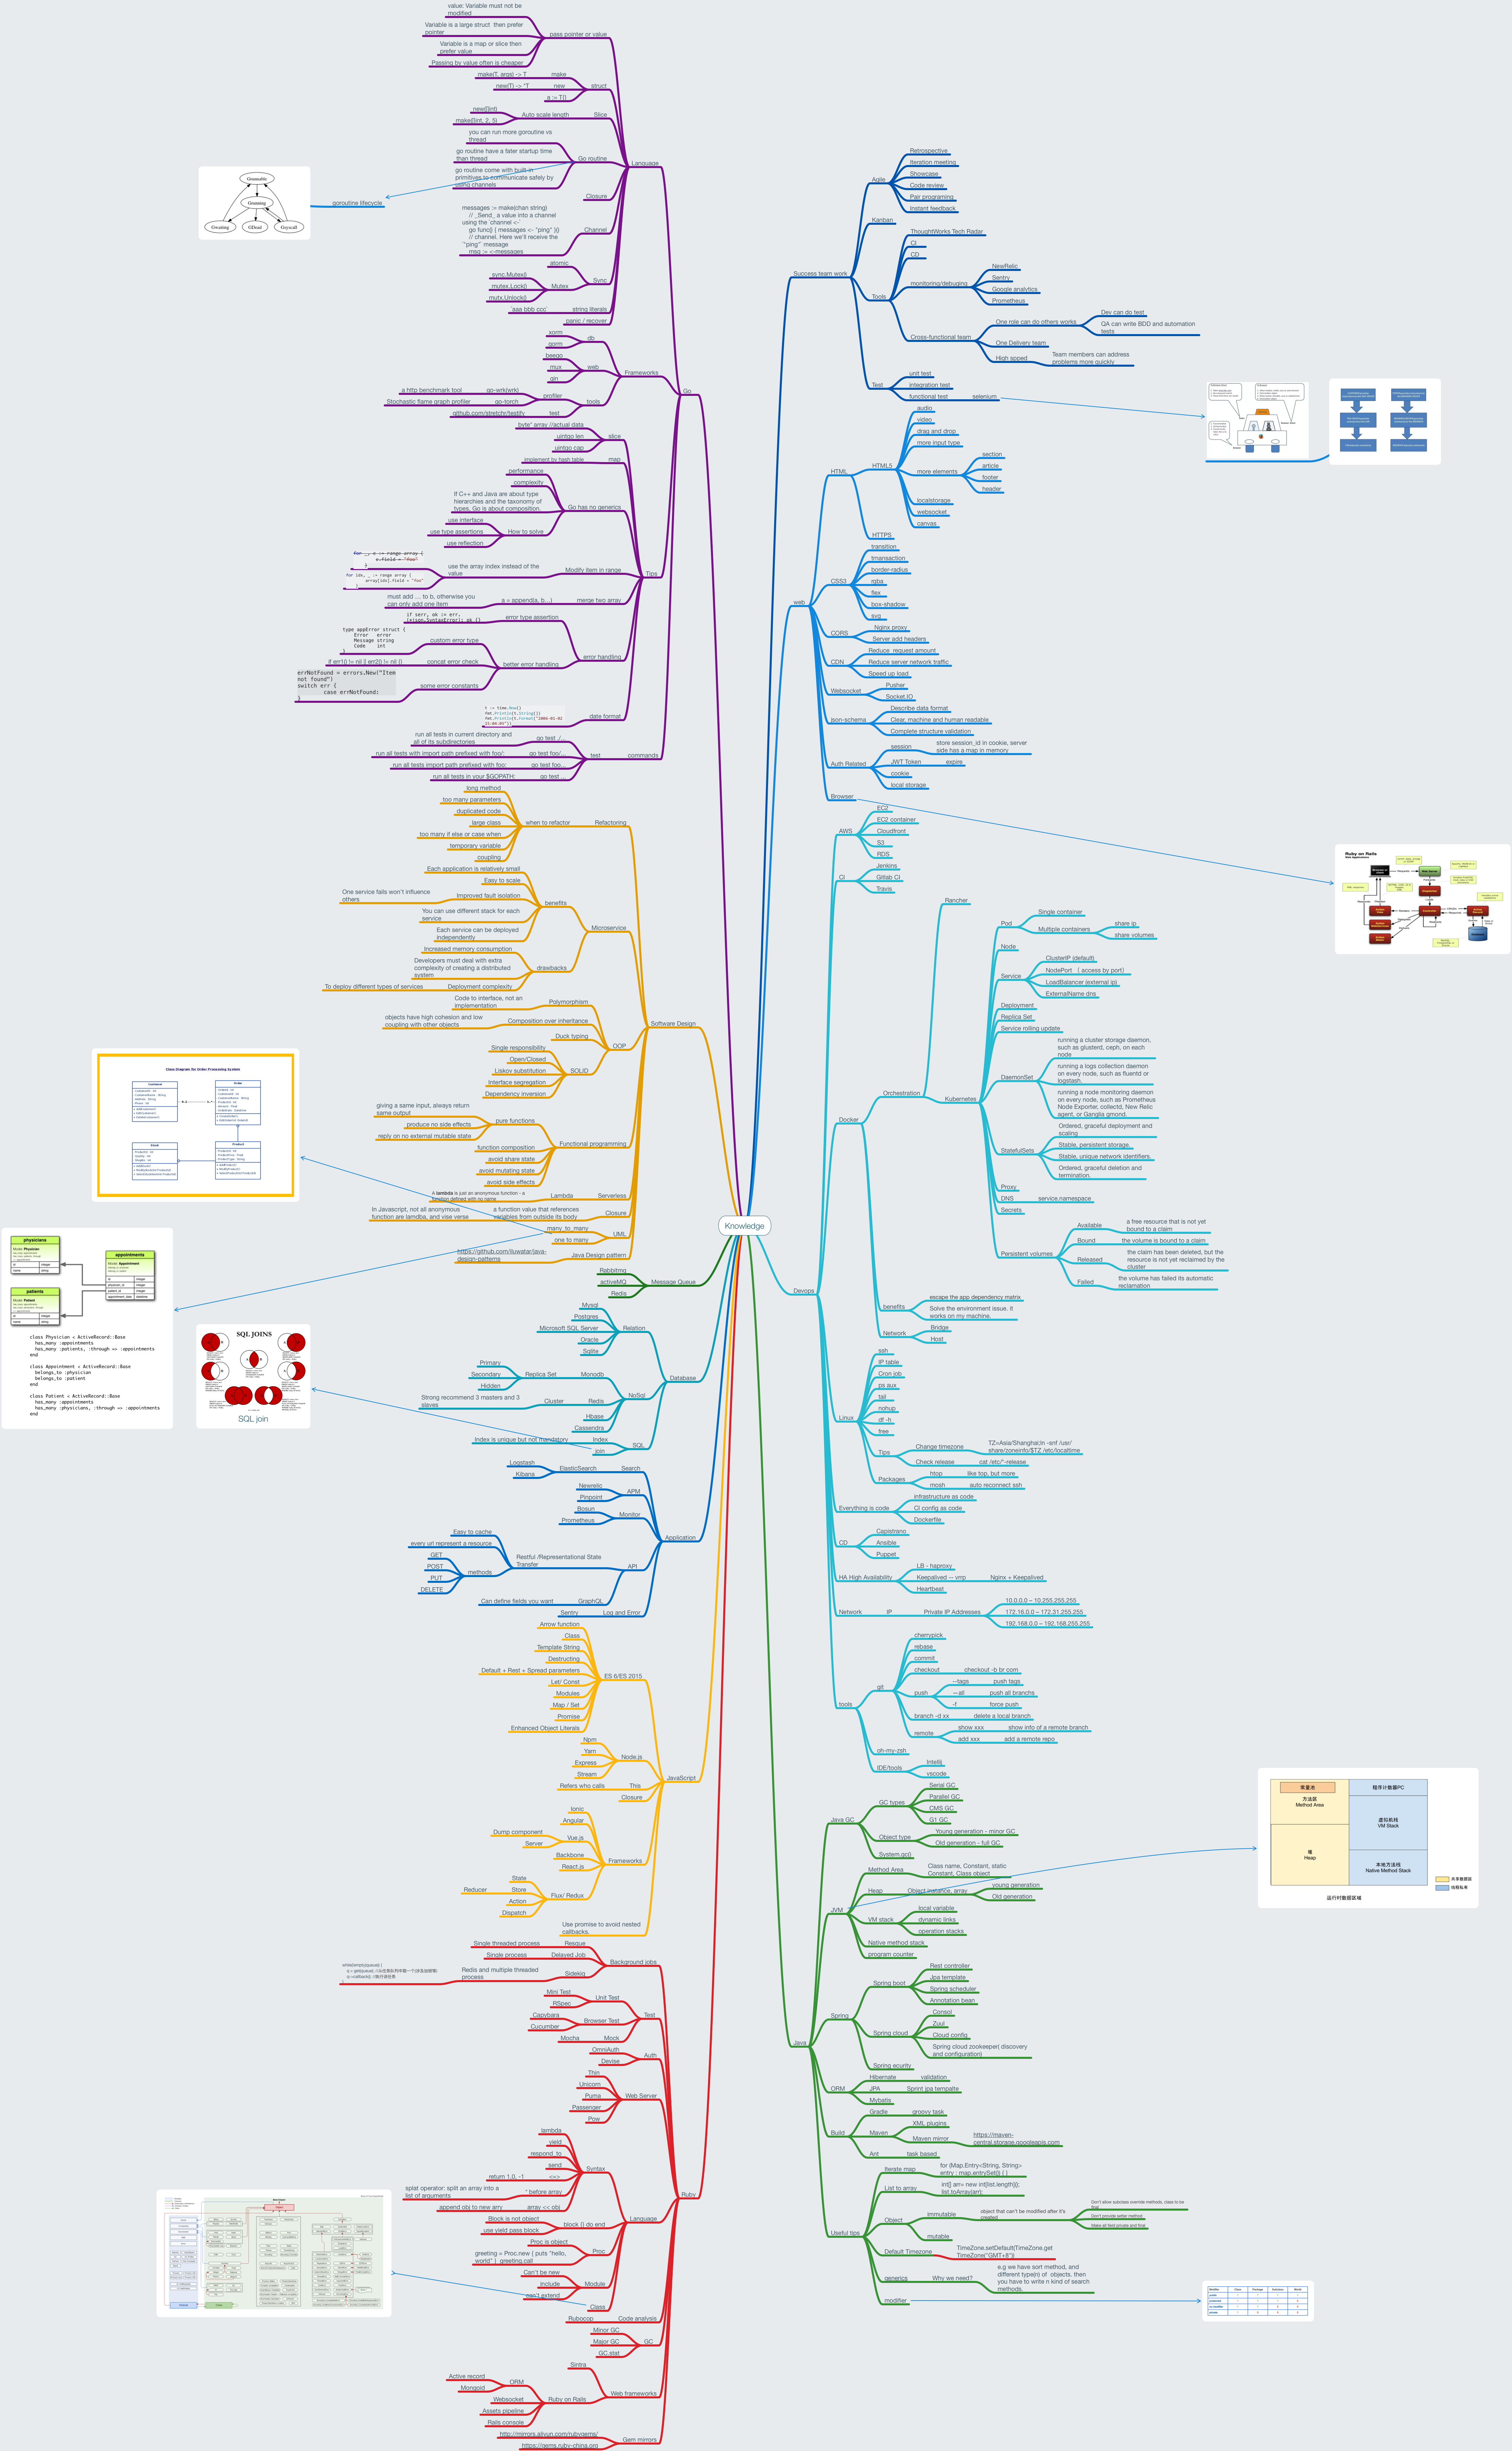 Knowledge
Go
Language
pass pointer or value
value: Variable must not be
modified
Variable is a large struct then prefer
pointer
Variable is a map or slice then
prefer value
Passing by value often is cheaper
struct
make
make(T, args) -> T
new
new(T) -> *T
a := T{}
Slice
Auto scale length
new([]int)
make([]int, 2, 5)
Go routine
you can run more goroutine vs
thread
go routine have a fater startup time
than thread
go routine come with built-in
primitives to communicate safely by
using channels
goroutine lifecycle
Grunnable
Grunning
Gwaiting
GDead
Gsyscall
Closure
Channel
messages := make(chan string)
// _Send_ a value into a channel
using the `channel <-`
go func() { messages <- "ping" }()
// channel. Here we'll receive the
`"ping"` message
msg := <-messages
Sync
atomic
Mutex
sync.Mutex()
mutex.Lock()
mutx.Unlock()
string literals
`aaa bbb ccc`
panic / recover
Frameworks
db
xorm
gorm
web
beego
mux
gin
tools
profiler
go-wrk(wrk)
a http benchmark tool
go-torch
Stochastic flame graph profiler
test
github.com/stretchr/testify
Tips
slice
byte* array //actual data
uintgo len
uintgo cap
map
implement by hash table
Go has no generics
performance
complexity
If C++ and Java are about type
hierarchies and the taxonomy of
types, Go is about composition.
How to solve
use interface
use type assertions
use reflection
Modify item in range
use the array index instead of the
value
for _, e := range array {
e.field = "foo"
}
for idx, _ := range array {
array[idx].field = "foo"
}
merge two array
a = append(a, b...)
must add … to b, otherwise you
can only add one item
error handling
error type assertion
if serr, ok := err.
(*json.SyntaxError); ok {}
better error handling
custom error type
type appError struct {
Error error
Message string
Code int
}
concat error check
if err1() != nil || err2() != nil {}
some error constants
errNotFound = errors.New("Item
not found")
switch err {
case errNotFound:
}
date format
t := time.Now()
fmt.Println(t.String())
fmt.Println(t.Format("2006-01-02
15:04:05"))
commands
test
go test ./...
run all tests in current directory and
all of its subdirectories
go test foo/...
run all tests with import path prefixed with foo/:
go test foo...
run all tests import path prefixed with foo:
go test ...
run all tests in your $GOPATH:
Software Design
Refactoring
when to refactor
long method
too many parameters
duplicated code
large class
too many if else or case when
temporary variable
coupling
Microservice
benefits
Each application is relatively small
Easy to scale
Improved fault isolation
One service fails won't influence
others
You can use different stack for each
service
Each service can be deployed
independently
drawbacks
Increased memory consumption
Developers must deal with extra
complexity of creating a distributed
system
Deployment complexity
To deploy different types of services
OOP
Polymorphism
Code to interface, not an
implementation
Composition over inheritance
objects have high cohesion and low
coupling with other objects
Duck typing
SOLID
Single responsibility
Open/Closed
Liskov substitution
Interface segregation
Dependency inversion
Functional programming
pure functions
giving a same input, always return
same output
produce no side effects
reply on no external mutable state
function composition
avoid share state
avoid mutating state
avoid side effects
Serverless
Lambda
A lambda is just an anonymous function - a
function defined with no name
Closure
a function value that references
variables from outside its body
In Javascript, not all anonymous
function are lamdba, and vise verse
UML
many_to_many
one to many
Java Design pattern
https://github.com/iluwatar/java-
design-patterns
Class Diagram for Order Processing System
Customer
Order
Stock
Product
physicians
Model: Physician
id integer
name string
appointments
Model: Appointment
id integer
physician_id integer
patient_id integer
appointment_date datetime
patients
Model: Patient
id integer
name string
class Physician < ActiveRecord::Base
has_many :appointments
has_many :patients, :through => :appointments
end
class Appointment < ActiveRecord::Base
belongs_to :physician
belongs_to :patient
end
class Patient < ActiveRecord::Base
has_many :appointments
has_many :physicians, :through => :appointments
end
Message Queue
Rabbitmq
activeMQ
Redis
Database
Relation
Mysql
Postgres
Microsoft SQL Server
Oracle
Sqlite
NoSql
Monodb
Replica Set
Primary
Secondary
Hidden
Redis
Cluster
Strong recommend 3 masters and 3
slaves
Hbase
Cassendra
SQL
index
Index is unique but not mandatory
join
SQL JOINS
SQL join
Application
Search
ElasticSearch
Logstash
Kibana
APM
Newrelic
Pinpoint
Monitor
Bosun
Prometheus
API
Restful /Representational State
Transfer
Easy to cache
every url represent a resource
methods
GET
POST
PUT
DELETE
GraphQL
Can define fields you want
Log and Error
Sentry
JavaScript
ES 6/ES 2015
Arrow function
Class
Template String
Destructing
Default + Rest + Spread parameters
Let/ Const
Modules
Map / Set
Promise
Enhanced Object Literals
Node.js
Npm
Yarn
Express
Stream
This
Refers who calls
Closure
Frameworks
Ionic
Angular
Vue.js
Dump component
Server
Backbone
React.js
Flux/ Redux
State
Store
Reducer
Action
Dispatch
Use promise to avoid nested
callbacks.
Ruby
Background jobs
Resque
Single threaded process
Delayed Job
Single process
Sidekiq
Redis and multiple threaded
process
Test
Unit Test
Mini Test
RSpec
Browser Test
Capybara
Cucumber
Mock
Mocha
Auth
OmniAuth
Devise
Web Server
Thin
Unicorn
Puma
Passenger
Pow
Language
Syntax
lambda
yield
respond_to
send
<=>
return 1,0, -1
* before array
splat operator: split an array into a
list of arguments
array << obj
append obj to new any
block {} do end
Block is not object
use yield pass block
Proc
Proc is object
greeting = Proc.new { puts "hello,
world" } greeting.call
Module
Can't be new
include
can't extend
Class
Code analysis
Rubocop
GC
Minor GC
Major GC
GC.stat
Web frameworks
Sintra
Ruby on Rails
ORM
Active record
Mongoid
Websocket
Assets pipeline
Rails console
Gem mirrors
http://mirrors.aliyun.com/rubygems/
https://gems.ruby-china.org
Success team work
Agile
Retrospective
Iteration meeting
Showcase
Code review
Pair programing
Instant feedback
Kanban
Tools
ThoughtWorks Tech Radar
CI
CD
monitoring/debuging
NewRelic
Sentry
Google analytics
Prometheus
Cross-functional team
One role can do others works
Dev can do test
QA can write BDD and automation
tests
One Delivery team
High spped
Team members can address
problems more quickly
Test
unit test
integration test
functional test
selenium
web
HTML
HTML5
audio
video
drag and drop
more input type
more elements
section
article
footer
header
localstorage
websocket
canvas
HTTPS
CSS3
transition
trnansaction
border-radius
rgba
flex
box-shadow
svg
CORS
Nginx proxy
Server add headers
CDN
Reduce request amount
Reduce server network traffic
Speed up load
Websocket
Pusher
Socket.IO
json-schema
Describe data format
Clear, machine and human readable
Complete structure validation
Auth Related
session
store session_id in cookie, server
side has a map in memory
JWT Token
expire
cookie
local storage
Browser
Ruby on Rails
Devops
AWS
EC2
EC2 container
Cloudfront
S3
RDS
CI
Jenkins
Gitlab CI
Travis
Docker
Orchestration
Rancher
Kubernetes
Pod
Single container
Multiple containers
share ip
share volumes
Node
Service
ClusterIP (default)
NodePort （ access by port）
LoadBalancer (external ip)
ExternalName dns
Deployment
Replica Set
Service rolling update
DaemonSet
running a cluster storage daemon,
such as glusterd, ceph, on each
node
running a logs collection daemon
on every node, such as fluentd or
logstash.
running a node monitoring daemon
on every node, such as Prometheus
Node Exporter, collectd, New Relic
agent, or Ganglia gmond.
StatefulSets
Ordered, graceful deployment and
scaling
Stable, persistent storage.
Stable, unique network identifiers.
Ordered, graceful deletion and
termination.
Proxy
DNS
service.namespace
Secrets
Persistent volumes
Available
a free resource that is not yet
bound to a claim
Bound
the volume is bound to a claim
Released
the claim has been deleted, but the
resource is not yet reclaimed by the
cluster
Failed
the volume has failed its automatic
reclamation
benefits
escape the app dependency matrix
Solve the environment issue. it
works on my machine.
Network
Bridge
Host
Linux
ssh
IP table
Cron job
ps aux
tail
nohup
df -h
free
Tips
Change timezone
TZ=Asia/Shanghai;ln -snf /usr/
share/zoneinfo/$TZ /etc/localtime
Check release
cat /etc/*-release
Packages
htop
like top, but more
mosh
auto reconnect ssh
Everything is code
infrastructure as code
CI config as code
Dockerfile
CD
Capistrano
Ansible
Puppet
HA High Availability
LB - haproxy
Keepalived -- vrrp
Nginx + Keepalived
Heartbeat
Network
IP
Private IP Addresses
10.0.0.0 – 10.255.255.255
172.16.0.0 – 172.31.255.255
192.168.0.0 – 192.168.255.255
tools
git
cherrypick
rebase
commit
checkout
checkout -b br com
push
--tags
push tags
—all
push all branchs
-f
force push
branch -d xx
delete a local branch
remote
show xxx
show info of a remote branch
add xxx
add a remote repo
oh-my-zsh
IDE/tools
Intellij
vscode
Java
Java GC
GC types
Serial GC
Parallel GC
CMS GC
G1 GC
Object type
Young generation - minor GC
Old generation - full GC
System.gc()
JVM
Method Area
Class name, Constant, static
Constant, Class object
Heap
Object instance, array
young generation
Old generation
VM stack
local variable
dynamic links
operation stacks
Native method stack
program counter
常量池
方法区
Method Area
堆
Heap
程序计数器PC
虚拟机栈
VM Stack
本地方法栈
Native Method Stack
共享数据区
线程私有
运行时数据区域
Spring
Spring boot
Rest controller
Jpa template
Spring scheduler
Annotation bean
Spring cloud
Consol
Zuul
Cloud config
Spring cloud zookeeper( discovery
and configuration)
Spring ecurity
ORM
Hibernate
validation
JPA
Sprint jpa tempalte
Mybatis
Build
Gradle
groovy task
Maven
XML plugins
Maven mirror
https://maven-
central.storage.googleapis.com
Ant
task based
Useful tips
Iterate map
for (Map.Entry<String, String>
entry : map.entrySet()) { }
List to array
int[] arr= new int[list.length()];
list.toArray(arr);
Object
immutable
object that can't be modified after it's
created
Don't allow subclass override methods, class to be
final
Don't provide setter method
Make all field private and final
mutable
Default Timezone
TimeZone.setDefault(TimeZone.get
TimeZone("GMT+8"))
generics
Why we need?
e.g we have sort method, and
different type(n) of objects, then
you have to write n kind of search
methods.
modifier